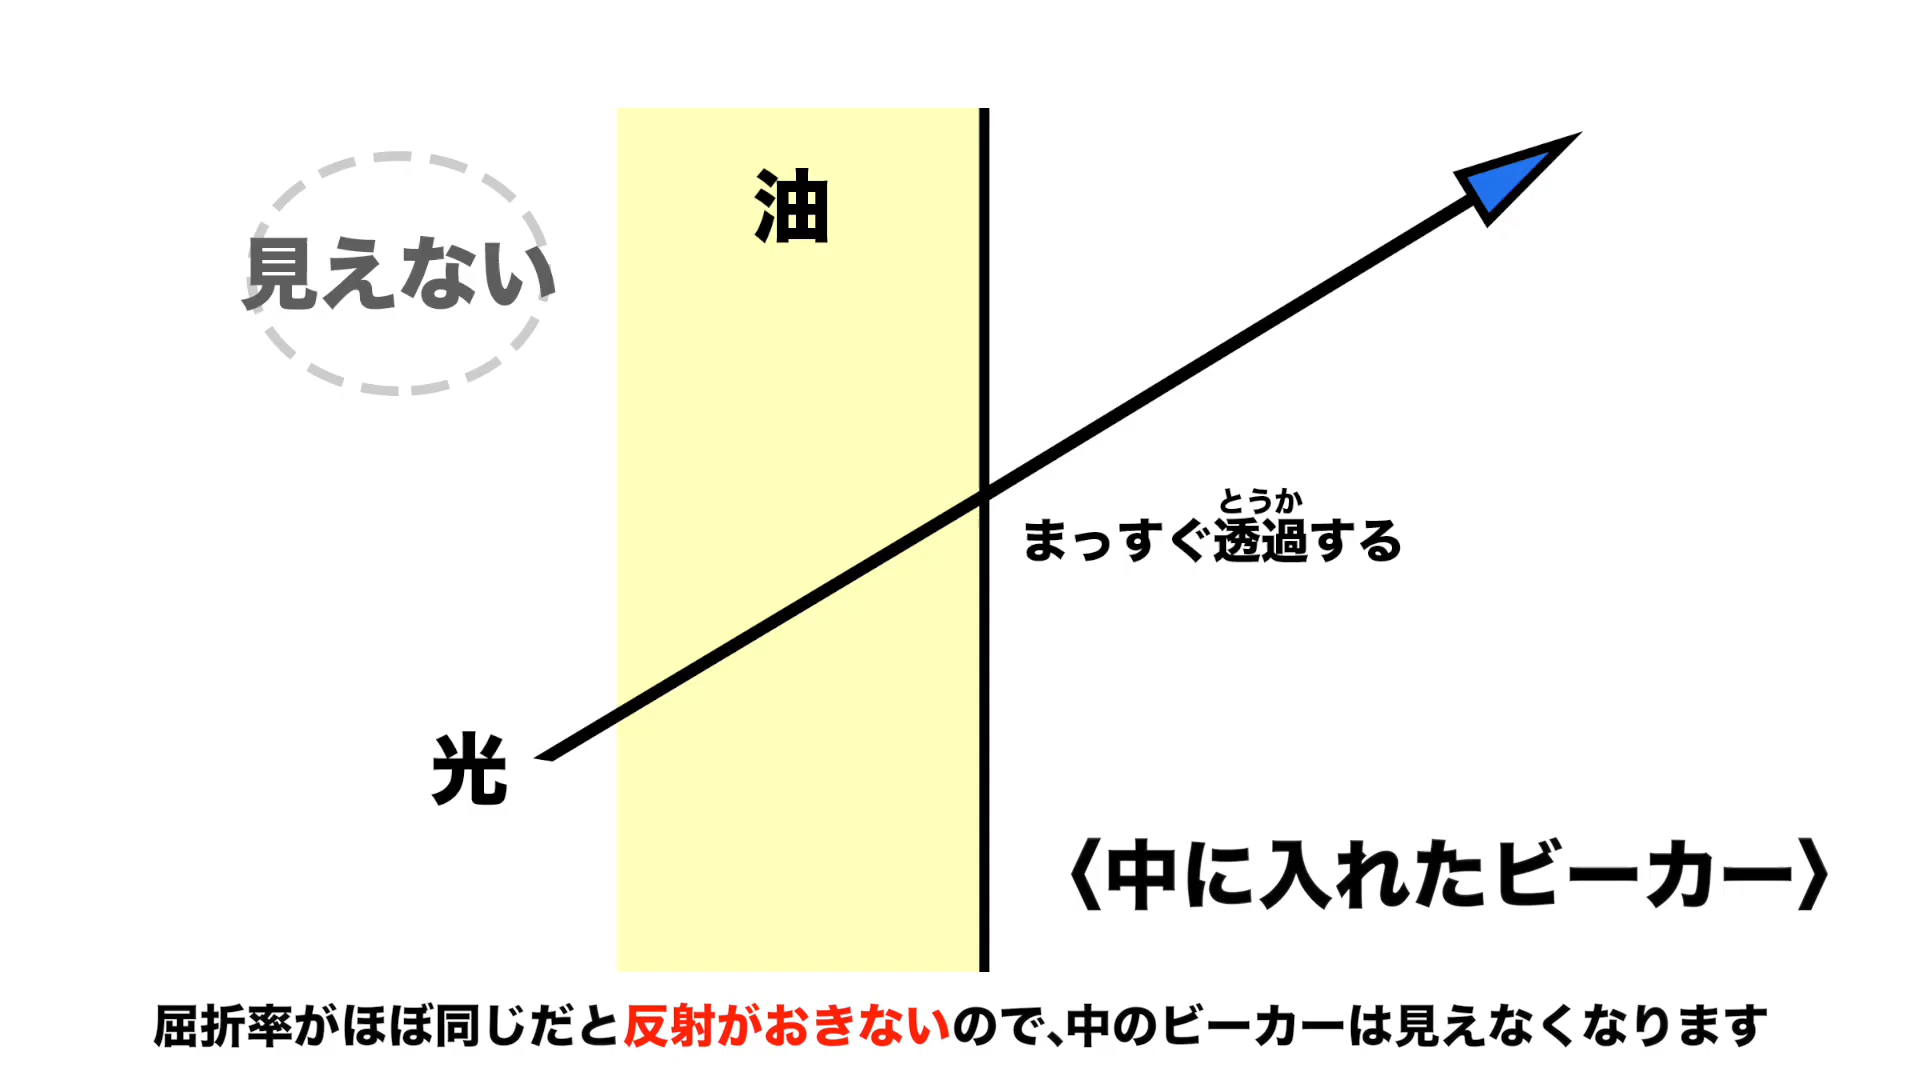 油
見えない
とうか
まっすぐ透過する
光
〈中に入れたビーカー〉
屈折率がほぼ同じだと反射がおきないので、中のビーカーは見えなくなります